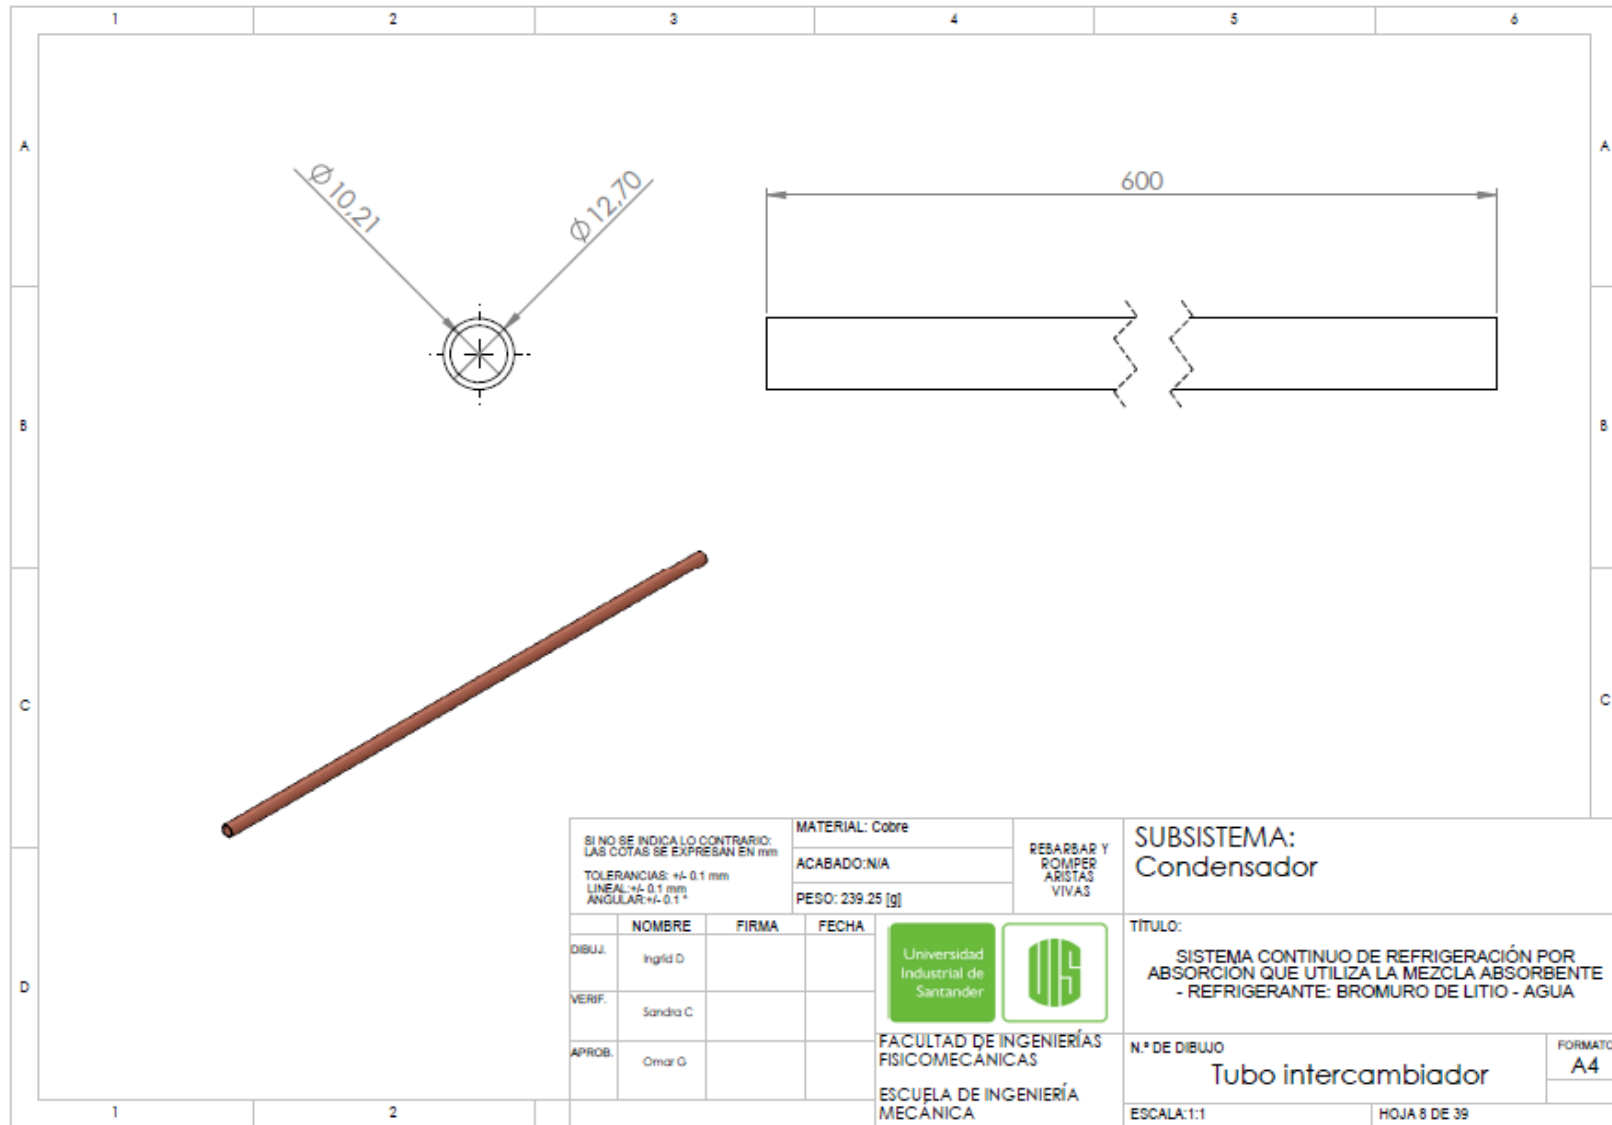 1 2 3 4 5 6
A A
Ø10,21
Ø12,70
600
B B
C C
D
SI NO SE INDICA LO CONTRARIO:
LAS COTAS SE EXPRESAN EN mm
TOLERANCIAS: +/- 0.1 mm
LINEAL:+/- 0.1 mm
ANGULAR:+/- 0.1 °
MATERIAL: Cobre
ACABADO:N/A
PESO: 239.25 [g]
REBARBAR Y
ROMPER
ARISTAS
VIVAS
SUBSISTEMA:
Condensador
NOMBRE FIRMA FECHA
DIBUJ. Ingrid D
VERIF. Sandra C
APROB. Omar G
Universidad
Industrial de
Santander
UIS
FACULTAD DE INGENIERÍAS
FISICOMECÁNICAS
ESCUELA DE INGENIERÍA
MECÁNICA
TÍTULO:
SISTEMA CONTINUO DE REFRIGERACIÓN POR
ABSORCIÓN QUE UTILIZA LA MEZCLA ABSORBENTE
- REFRIGERANTE: BROMURO DE LITIO - AGUA
N.º DE DIBUJO
Tubo intercambiador
FORMATO
A4
ESCALA:1:1
HOJA 8 DE 39
1 2